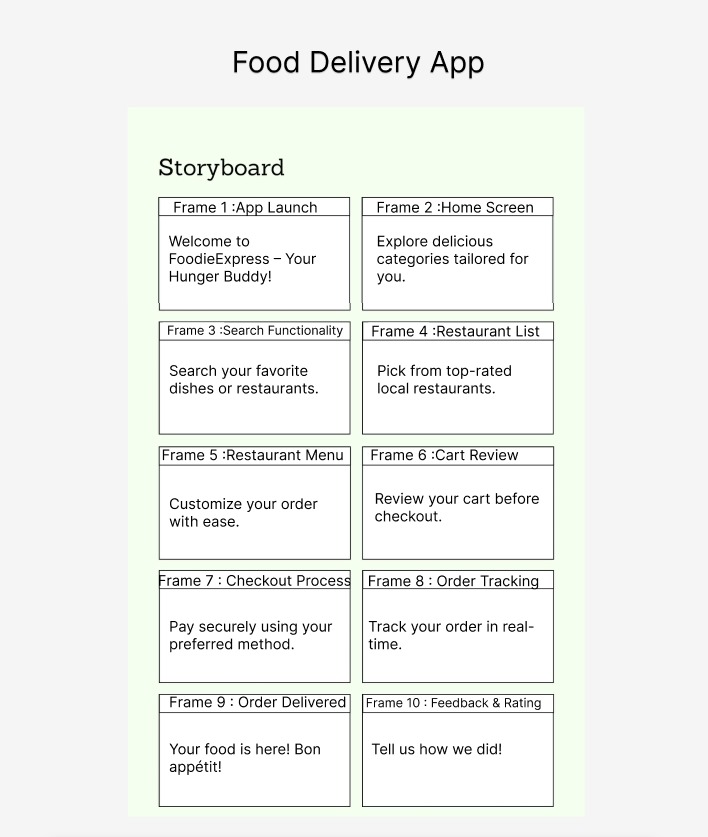 Food Delivery App
Storyboard
Frame 1 :App Launch
Welcome to
FoodieExpress – Your
Hunger Buddy!
Frame 2 :Home Screen
Explore delicious
categories tailored for
you.
Frame 3 :Search Functionality
Search your favorite
dishes or restaurants.
Frame 4 :Restaurant List
Pick from top-rated
local restaurants.
Frame 5 :Restaurant Menu
Customize your order
with ease.
Frame 6 :Cart Review
Review your cart before
checkout.
Frame 7 : Checkout Process
Pay securely using your
preferred method.
Frame 8 : Order Tracking
Track your order in real-
time.
Frame 9 : Order Delivered
Your food is here! Bon
appétit!
Frame 10 : Feedback & Rating
Tell us how we did!